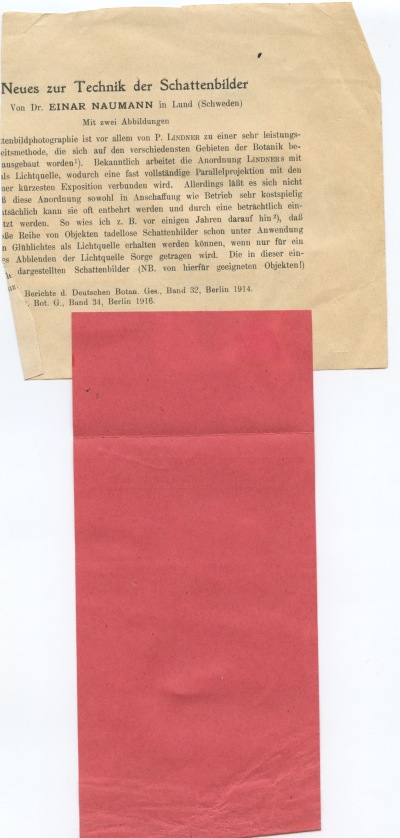 Neues zur Technik der Schattenbilder
Von Dr. EINAR NAUMANN in Lund (Schweden)
Mit zwei Abbildungen
ttenbildphotographie ist vor allem von P. LINDNER zu einer sehr leistungs-
eitsmethode, die sich auf den verschiedensten Gebieten der Botanik be-
ausgebaut worden¹). Bekanntlich arbeitet die Anordnung LINDNERS mit
als Lichtquelle, wodurch eine fast vollständige Parallelprojektion mit den
ner kürzesten Exposition verbunden wird. Allerdings läßt es sich nicht
ß diese Anordnung sowohl in Anschaffung wie Betrieb sehr kostspielig
atsächlich kann sie oft entbehrt werden und durch eine beträchtlich ein-
tzt werden. So wies ich z. B. vor einigen Jahren darauf hin²), daß
oße Reihe von Objekten tadellose Schattenbilder schon unter Anwendung
n Glühlichtes als Lichtquelle erhalten werden können, wenn nur für ein
es Abblenden der Lichtquelle Sorge getragen wird. Die in dieser ein-
dargestellten Schattenbilder (NB. von hierfür geeigneten Objekten!)
Berichte d. Deutschen Botan. Ges., Band 32, Berlin 1914.
. Bot. G., Band 34, Berlin 1916.